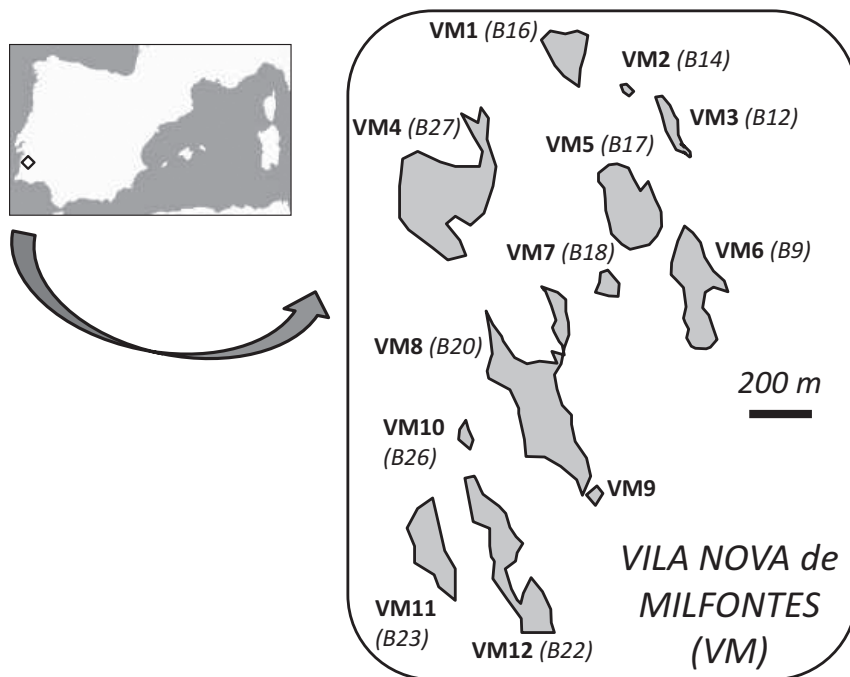 VM1 (B16)
VM2 (B14)
VM3 (B12)
VM4 (B27)
VM5 (B17)
VM6 (B9)
VM7 (B18)
VM8 (B20)
200 m
VM10
(B26)
VM9
VM11
(B23)
VM12 (B22)
VILA NOVA de
MILFONTES
(VM)